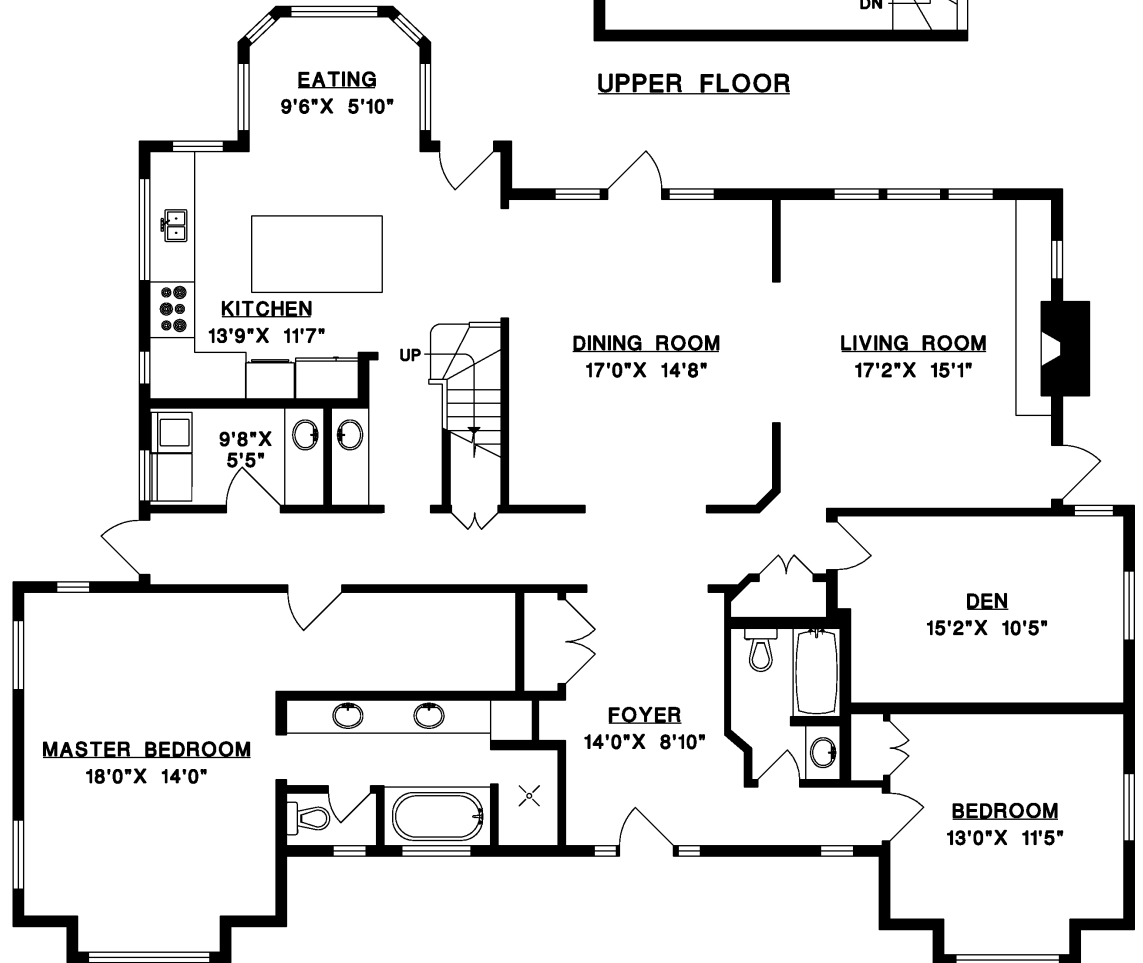 DN
UPPER FLOOR
EATING
9'6"X 5'10"
KITCHEN
13'9"X 11'7"
UP
DINING ROOM
17'0"X 14'8"
LIVING ROOM
17'2"X 15'1"
9'8"X
5'5"
DEN
15'2"X 10'5"
FOYER
14'0"X 8'10"
MASTER BEDROOM
18'0"X 14'0"
BEDROOM
13'0"X 11'5"